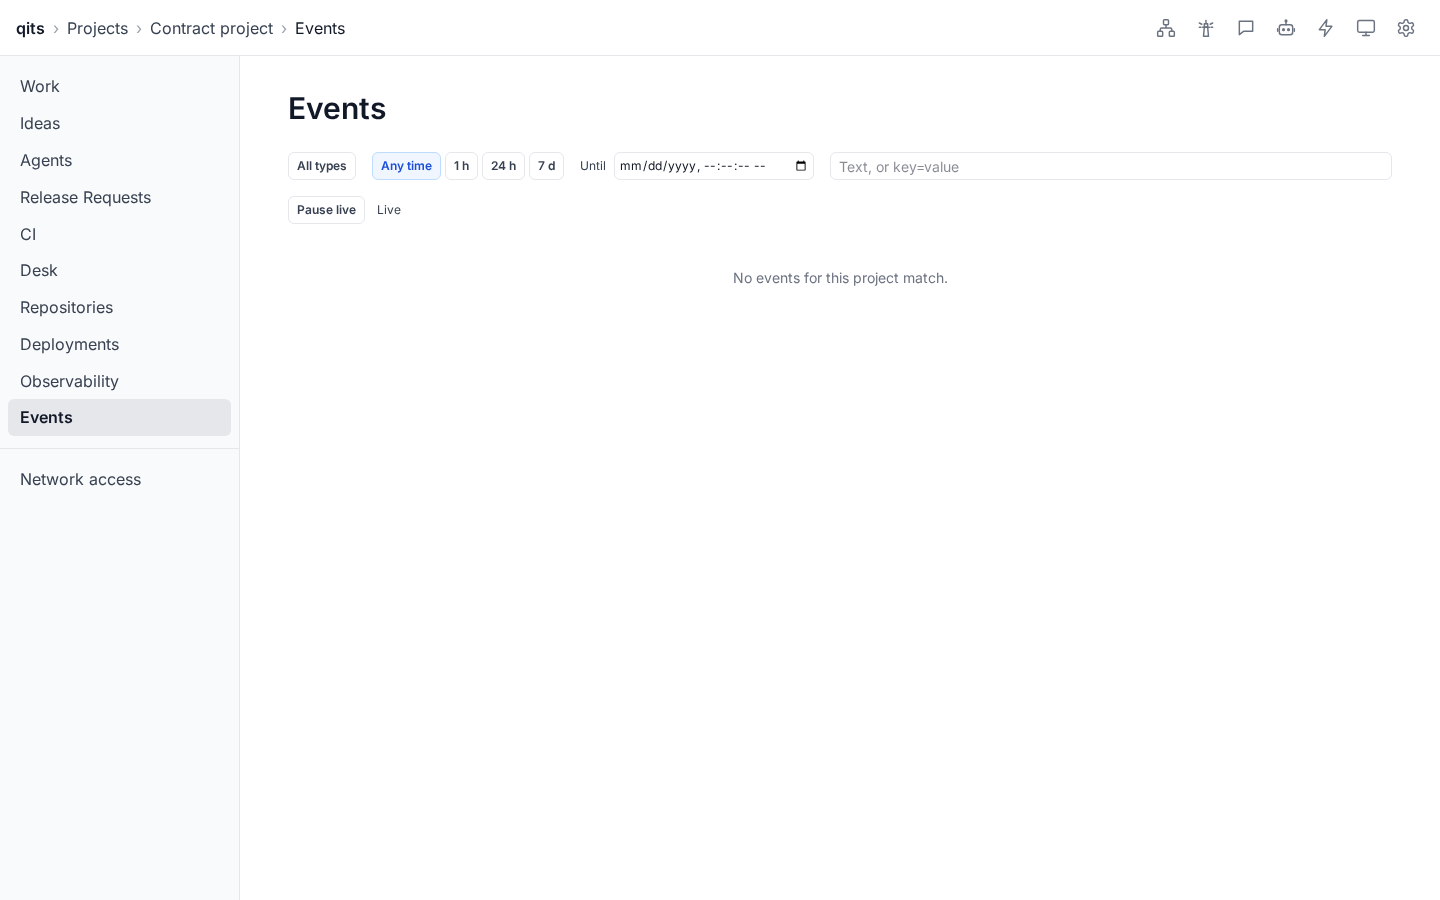 qits › Projects › Contract project › Events
Work
Ideas
Agents
Release Requests
CI
Desk
Repositories
Deployments
Observability
Events
Network access
Events
All types Any time 1 h 24 h 7 d Until mm/dd/yyyy, --:--:-- -- Text, or key=value
Pause live Live
No events for this project match.